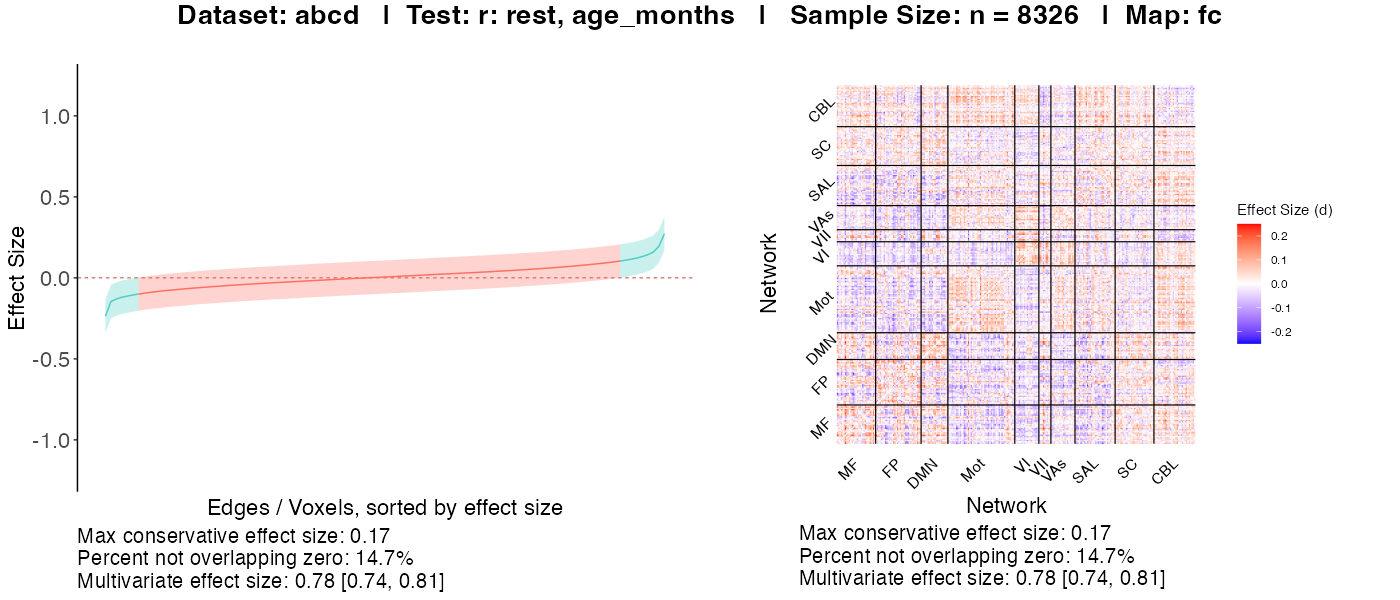 Dataset: abcd | Test: r: rest, age_months | Sample Size: n = 8326 | Map: fc
1.0
0.5
0.0
-0.5
-1.0
Effect Size
Edges / Voxels, sorted by effect size
Max conservative effect size: 0.17
Percent not overlapping zero: 14.7%
Multivariate effect size: 0.78 [0.74, 0.81]
Network
CBL
SC
SAL
VAs
VII
VI
Mot
DMN
FP
MF
MF
FP
DMN
Mot
VI
VII
VAs
SAL
SC
CBL
Network
Max conservative effect size: 0.17
Percent not overlapping zero: 14.7%
Multivariate effect size: 0.78 [0.74, 0.81]
Effect Size (d)
0.2
0.1
0.0
-0.1
-0.2